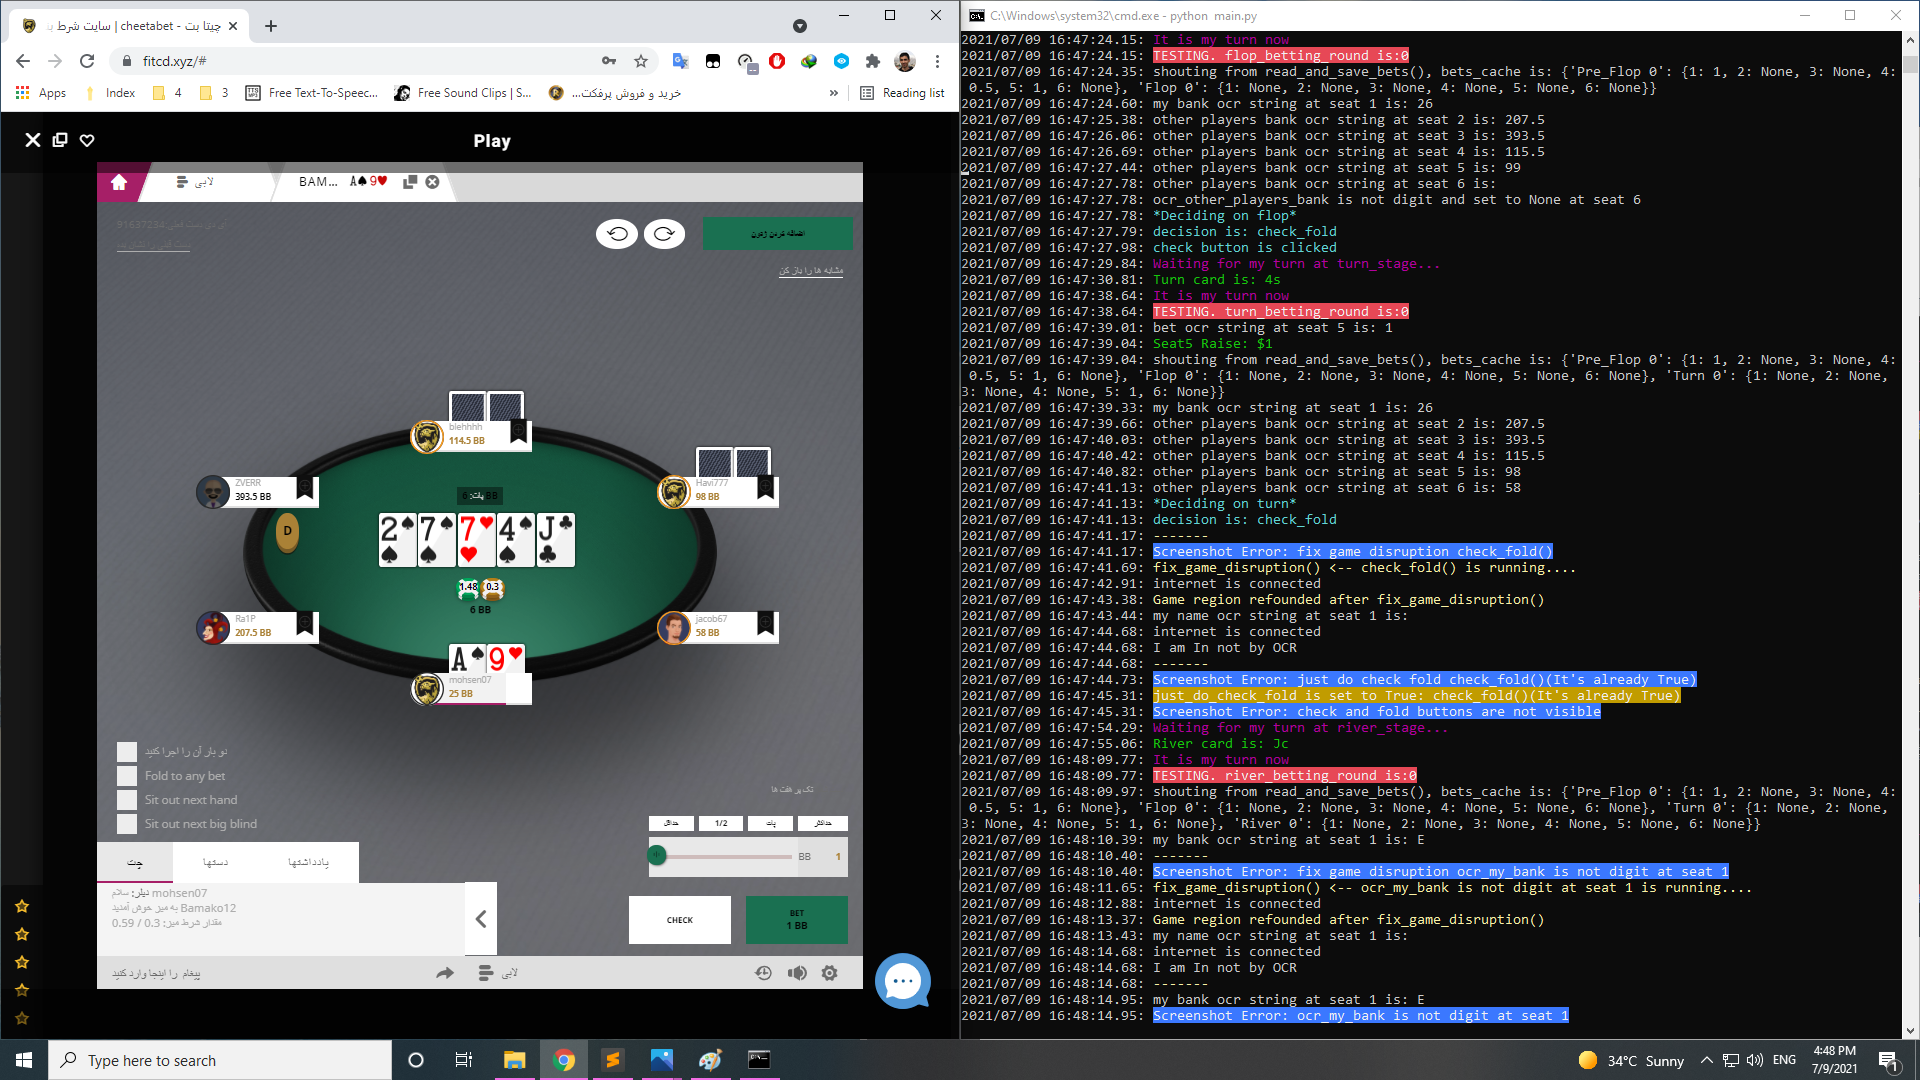 چیتا بت - cheetabet | سایت شرط ب
fitcd.xyz/#
Apps
Index
4
3
Free Text-To-Speec...
Free Sound Clips | S...
خرید و فروش پرفکت...
»
Reading list
Play
لابی
BAM... A♠9♥
91637234
اضافه کردن ژتون
مشابه ها را باز کن
blehhhh
114.5 BB
ZVERR
393.5 BB
Havi777
98 BB
پات: 6 BB
D
2♠ 7♠ 7♥ 4♠ J♣
1.48 0.3
6 BB
Ra1P
207.5 BB
jacob67
58 BB
A♠ 9♥
mohsen07
25 BB
دو بار آن را اجرا کنید
Fold to any bet
Sit out next hand
Sit out next big blind
تک پر هفت ها
حداقل
1/2
پات
حداکثر
BB 1
چت
دستها
یادداشتها
دیلر: سلام mohsen07
به میز خوش آمدید Bamako12
مقدار شرط میز: 0.3 / 0.59
CHECK
BET
1 BB
پیغام را اینجا وارد کنید
لابی
C:\Windows\system32\cmd.exe - python  main.py
2021/07/09 16:47:24.15: It is my turn now
2021/07/09 16:47:24.15: TESTING. flop_betting_round is:0
2021/07/09 16:47:24.35: shouting from read_and_save_bets(), bets_cache is: {'Pre_Flop 0': {1: 1, 2: None, 3: None, 4:
 0.5, 5: 1, 6: None}, 'Flop 0': {1: None, 2: None, 3: None, 4: None, 5: None, 6: None}}
2021/07/09 16:47:24.60: my bank ocr string at seat 1 is: 26
2021/07/09 16:47:25.38: other players bank ocr string at seat 2 is: 207.5
2021/07/09 16:47:26.06: other players bank ocr string at seat 3 is: 393.5
2021/07/09 16:47:26.69: other players bank ocr string at seat 4 is: 115.5
2021/07/09 16:47:27.44: other players bank ocr string at seat 5 is: 99
2021/07/09 16:47:27.78: other players bank ocr string at seat 6 is:
2021/07/09 16:47:27.78: ocr_other_players_bank is not digit and set to None at seat 6
2021/07/09 16:47:27.78: *Deciding on flop*
2021/07/09 16:47:27.79: decision is: check_fold
2021/07/09 16:47:27.98: check button is clicked
2021/07/09 16:47:29.84: Waiting for my turn at turn_stage...
2021/07/09 16:47:30.81: Turn card is: 4s
2021/07/09 16:47:38.64: It is my turn now
2021/07/09 16:47:38.64: TESTING. turn_betting_round is:0
2021/07/09 16:47:39.01: bet ocr string at seat 5 is: 1
2021/07/09 16:47:39.04: Seat5 Raise: $1
2021/07/09 16:47:39.04: shouting from read_and_save_bets(), bets_cache is: {'Pre_Flop 0': {1: 1, 2: None, 3: None, 4:
 0.5, 5: 1, 6: None}, 'Flop 0': {1: None, 2: None, 3: None, 4: None, 5: None, 6: None}, 'Turn 0': {1: None, 2: None,
3: None, 4: None, 5: 1, 6: None}}
2021/07/09 16:47:39.33: my bank ocr string at seat 1 is: 26
2021/07/09 16:47:39.66: other players bank ocr string at seat 2 is: 207.5
2021/07/09 16:47:40.03: other players bank ocr string at seat 3 is: 393.5
2021/07/09 16:47:40.42: other players bank ocr string at seat 4 is: 115.5
2021/07/09 16:47:40.82: other players bank ocr string at seat 5 is: 98
2021/07/09 16:47:41.13: other players bank ocr string at seat 6 is: 58
2021/07/09 16:47:41.13: *Deciding on turn*
2021/07/09 16:47:41.13: decision is: check_fold
2021/07/09 16:47:41.17: -------
2021/07/09 16:47:41.17: Screenshot Error: fix game disruption check_fold()
2021/07/09 16:47:41.69: fix_game_disruption() <-- check_fold() is running....
2021/07/09 16:47:42.91: internet is connected
2021/07/09 16:47:43.38: Game region refounded after fix_game_disruption()
2021/07/09 16:47:43.44: my name ocr string at seat 1 is:
2021/07/09 16:47:44.68: internet is connected
2021/07/09 16:47:44.68: I am In not by OCR
2021/07/09 16:47:44.68: -------
2021/07/09 16:47:44.73: Screenshot Error: just do check fold check_fold()(It's already True)
2021/07/09 16:47:45.31: just_do_check_fold is set to True: check_fold()(It's already True)
2021/07/09 16:47:45.31: Screenshot Error: check and fold buttons are not visible
2021/07/09 16:47:54.29: Waiting for my turn at river_stage...
2021/07/09 16:47:55.06: River card is: Jc
2021/07/09 16:48:09.77: It is my turn now
2021/07/09 16:48:09.77: TESTING. river_betting_round is:0
2021/07/09 16:48:09.97: shouting from read_and_save_bets(), bets_cache is: {'Pre_Flop 0': {1: 1, 2: None, 3: None, 4:
 0.5, 5: 1, 6: None}, 'Flop 0': {1: None, 2: None, 3: None, 4: None, 5: None, 6: None}, 'Turn 0': {1: None, 2: None,
3: None, 4: None, 5: 1, 6: None}, 'River 0': {1: None, 2: None, 3: None, 4: None, 5: None, 6: None}}
2021/07/09 16:48:10.39: my bank ocr string at seat 1 is: E
2021/07/09 16:48:10.40: -------
2021/07/09 16:48:10.40: Screenshot Error: fix game disruption ocr_my_bank is not digit at seat 1
2021/07/09 16:48:11.65: fix_game_disruption() <-- ocr_my_bank is not digit at seat 1 is running....
2021/07/09 16:48:12.88: internet is connected
2021/07/09 16:48:13.37: Game region refounded after fix_game_disruption()
2021/07/09 16:48:13.43: my name ocr string at seat 1 is:
2021/07/09 16:48:14.68: internet is connected
2021/07/09 16:48:14.68: I am In not by OCR
2021/07/09 16:48:14.68: -------
2021/07/09 16:48:14.95: my bank ocr string at seat 1 is: E
2021/07/09 16:48:14.95: Screenshot Error: ocr_my_bank is not digit at seat 1
Type here to search
34°C Sunny
ENG
4:48 PM
7/9/2021
1